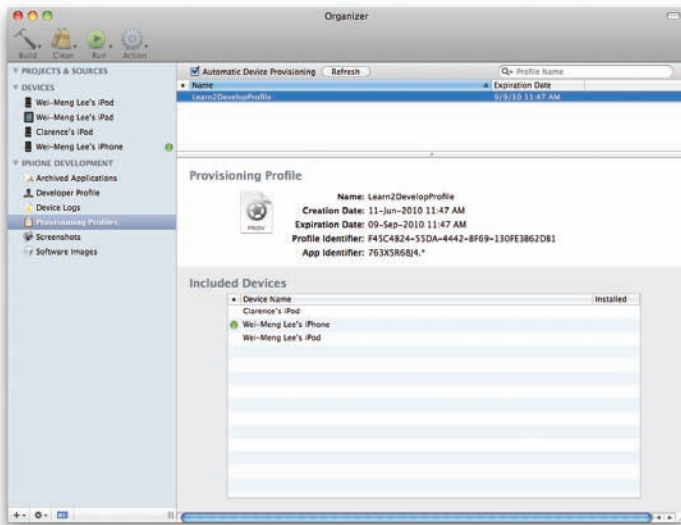 Organizer
Build Clean Run Action
PROJECTS & SOURCES
DEVICES
Wei-Meng Lee's iPod
Wei-Meng Lee's iPad
Clarence's iPod
Wei-Meng Lee's iPhone
IPHONE DEVELOPMENT
Archived Applications
Developer Profile
Device Logs
Provisioning Profiles
Screenshots
Software Images
Automatic Device Provisioning Refresh Profile Name
Name Expiration Date
Learn2DevelopProfile 9/9/10 11:47 AM
Provisioning Profile
PROV
Name: Learn2DevelopProfile
Creation Date: 11-Jun-2010 11:47 AM
Expiration Date: 09-Sep-2010 11:47 AM
Profile Identifier: F45C4824-55DA-4442-8F69-130FE3862DB1
App Identifier: 763X5R68J4.*
Included Devices
Device Name Installed
Clarence's iPod
Wei-Meng Lee's iPhone
Wei-Meng Lee's iPod